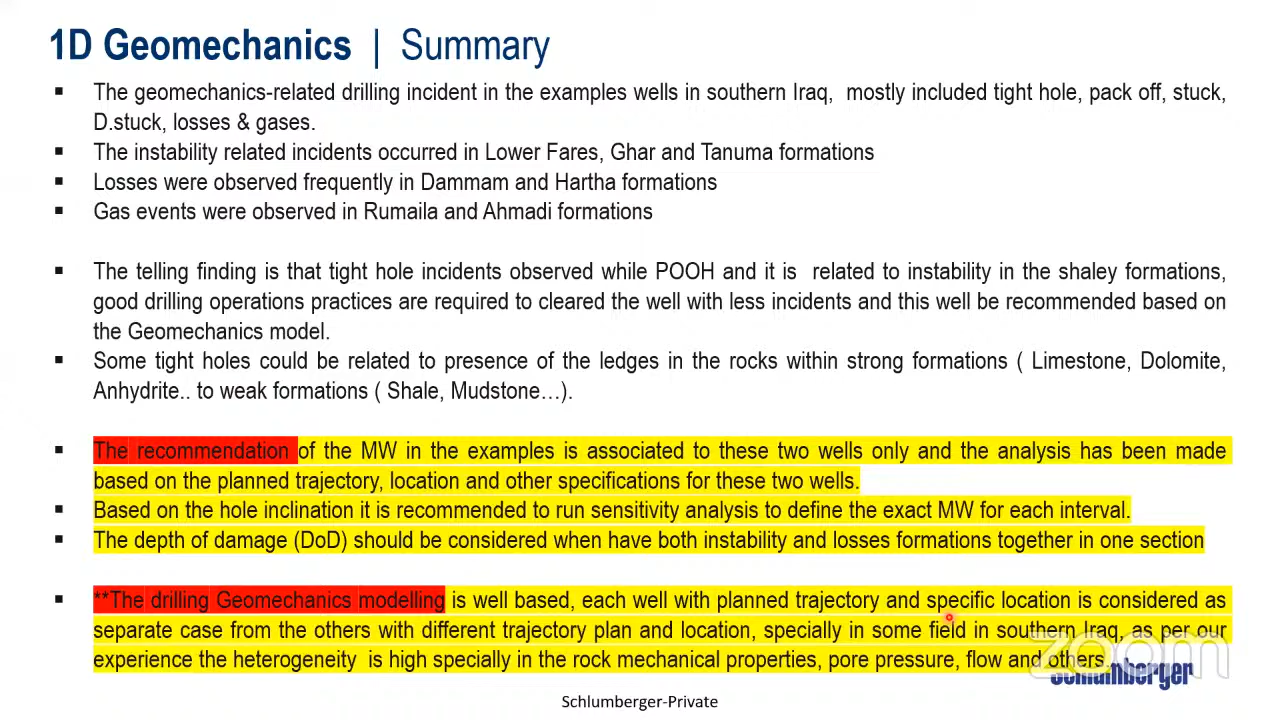 1D Geomechanics | Summary
▪ The geomechanics-related drilling incident in the examples wells in southern Iraq, mostly included tight hole, pack off, stuck,
D.stuck, losses & gases.
▪ The instability related incidents occurred in Lower Fares, Ghar and Tanuma formations
▪ Losses were observed frequently in Dammam and Hartha formations
▪ Gas events were observed in Rumaila and Ahmadi formations
▪ The telling finding is that tight hole incidents observed while POOH and it is related to instability in the shaley formations,
good drilling operations practices are required to cleared the well with less incidents and this well be recommended based on
the Geomechanics model.
▪ Some tight holes could be related to presence of the ledges in the rocks within strong formations ( Limestone, Dolomite,
Anhydrite.. to weak formations ( Shale, Mudstone…).
▪ The recommendation of the MW in the examples is associated to these two wells only and the analysis has been made
based on the planned trajectory, location and other specifications for these two wells.
▪ Based on the hole inclination it is recommended to run sensitivity analysis to define the exact MW for each interval.
▪ The depth of damage (DoD) should be considered when have both instability and losses formations together in one section
▪ **The drilling Geomechanics modelling is well based, each well with planned trajectory and specific location is considered as
separate case from the others with different trajectory plan and location, specially in some field in southern Iraq, as per our
experience the heterogeneity is high specially in the rock mechanical properties, pore pressure, flow and others.
zoom
Schlumberger
Schlumberger-Private